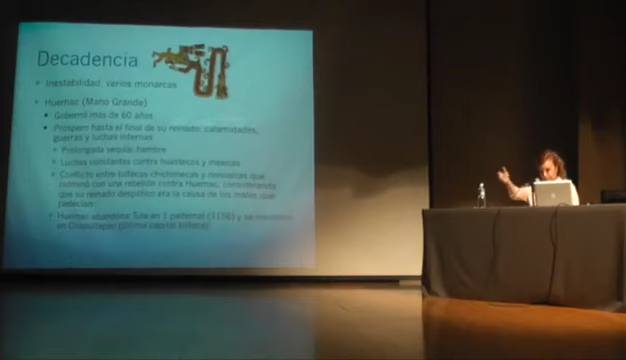 Decadencia
Inestabilidad, varios monarcas
Huemac (Mano Grande)
Gobernó más de 60 años
Próspero hasta el final de su reinado: calamidades,
guerras y luchas internas
Prolongada sequía: hambre
Luchas constantes contra huastecos y mexicas
Conflicto entre toltecas chichimecas y nonoalcas que
culminó con una rebelión contra Huemac, considerando
que su reinado despótico era la causa de los males que
padecían
Huemac abandona Tula en 1 pedernal (1156) y se
en Chapultepec (última capital tolteca)